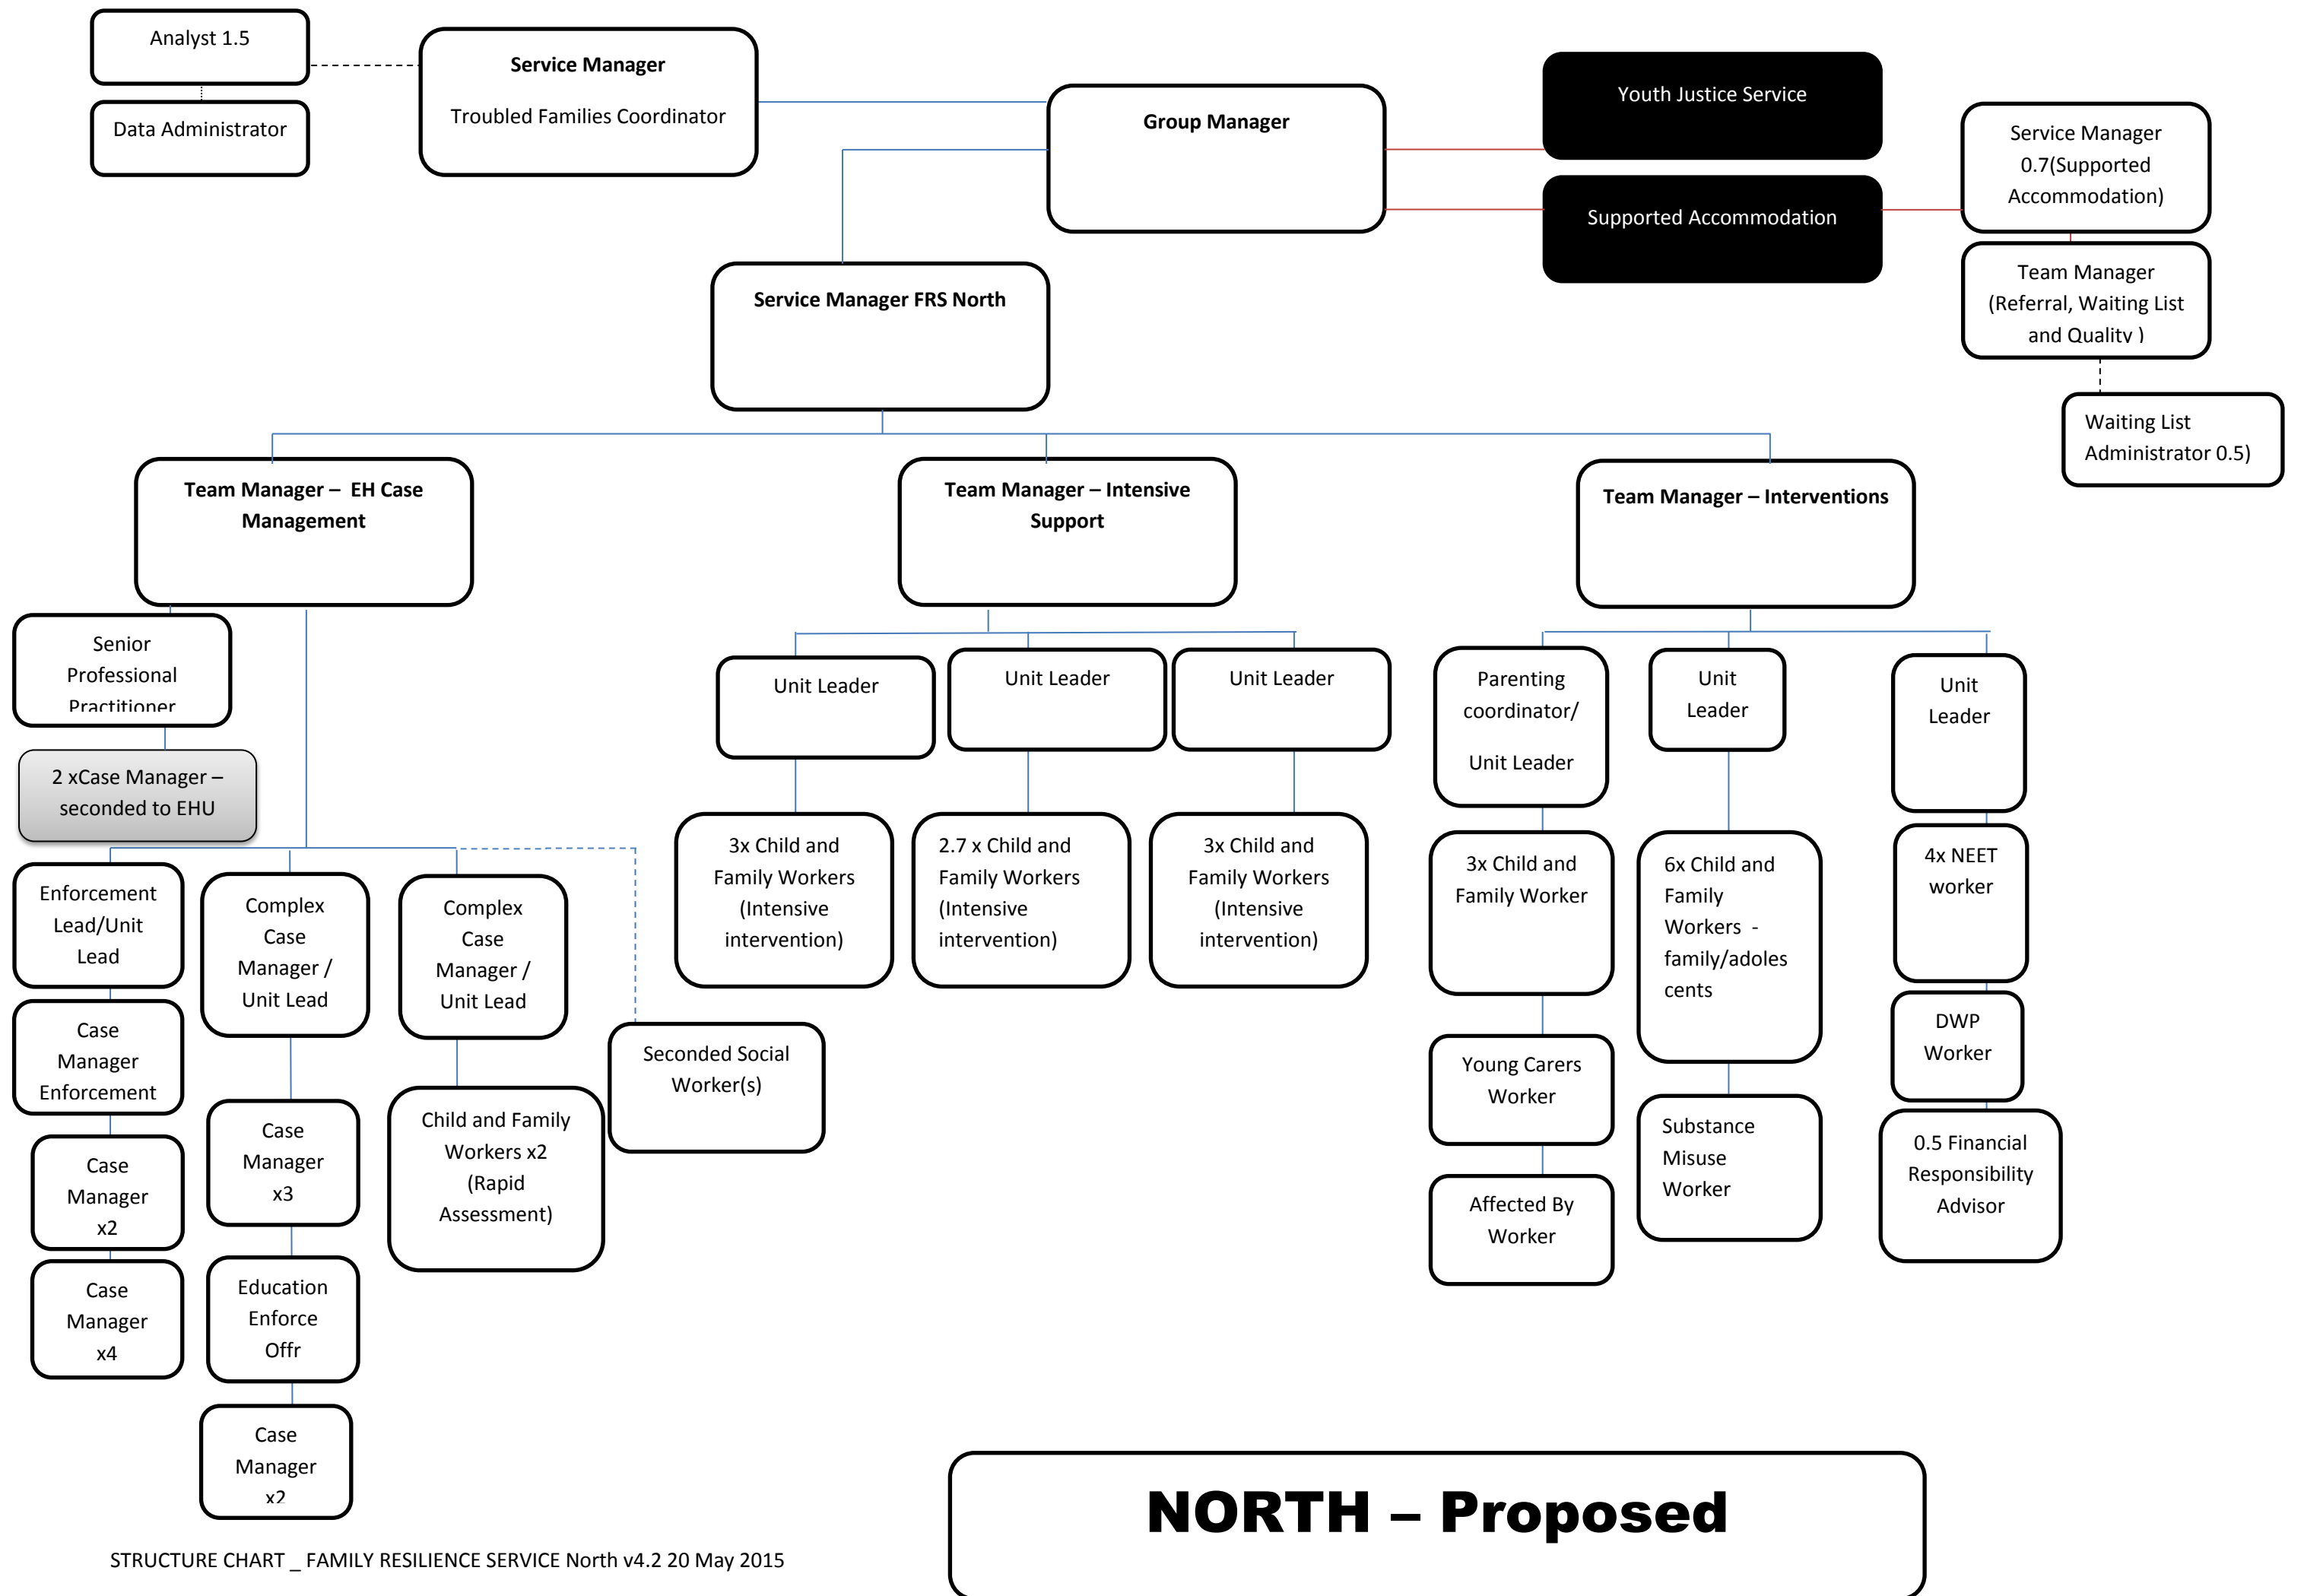 Analyst 1.5
Data Administrator
Service Manager
Troubled Families Coordinator
Group Manager
Youth Justice Service
Supported Accommodation
Service Manager
0.7(Supported
Accommodation)
Team Manager
(Referral, Waiting List
and Quality )
Waiting List
Administrator 0.5)
Service Manager FRS North
Team Manager – EH Case
Management
Team Manager – Intensive
Support
Team Manager – Interventions
Senior
Professional
Practitioner
2 xCase Manager –
seconded to EHU
Enforcement
Lead/Unit
Lead
Case
Manager
Enforcement
Case
Manager
x2
Case
Manager
x4
Complex
Case
Manager /
Unit Lead
Case
Manager
x3
Education
Enforce
Offr
Case
Manager
x2
Complex
Case
Manager /
Unit Lead
Child and Family
Workers x2
(Rapid
Assessment)
Seconded Social
Worker(s)
Unit Leader
3x Child and
Family Workers
(Intensive
intervention)
Unit Leader
2.7 x Child and
Family Workers
(Intensive
intervention)
Unit Leader
3x Child and
Family Workers
(Intensive
intervention)
Parenting
coordinator/
Unit Leader
3x Child and
Family Worker
Young Carers
Worker
Affected By
Worker
Unit
Leader
6x Child and
Family
Workers -
family/adoles
cents
Substance
Misuse
Worker
Unit
Leader
4x NEET
worker
DWP
Worker
0.5 Financial
Responsibility
Advisor
NORTH – Proposed
STRUCTURE CHART _ FAMILY RESILIENCE SERVICE North v4.2 20 May 2015